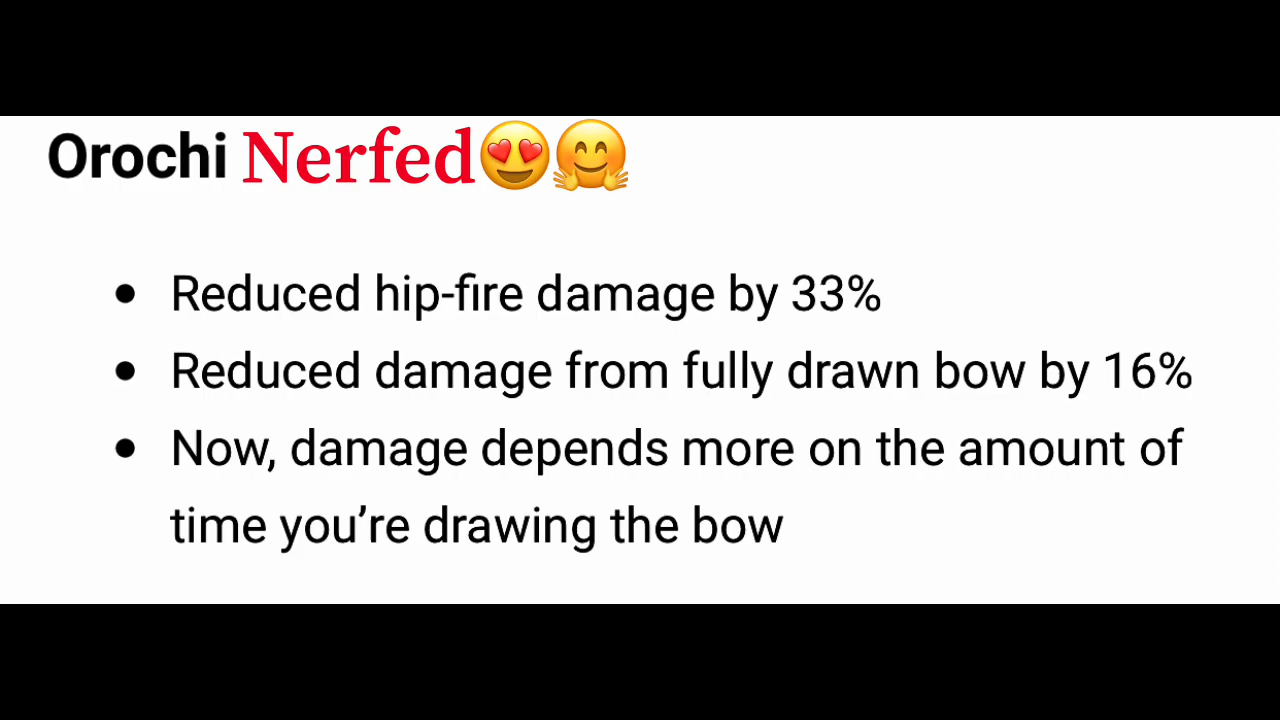 Orochi Nerfed😍🤗
• Reduced hip-fire damage by 33%
• Reduced damage from fully drawn bow by 16%
• Now, damage depends more on the amount of
time you’re drawing the bow